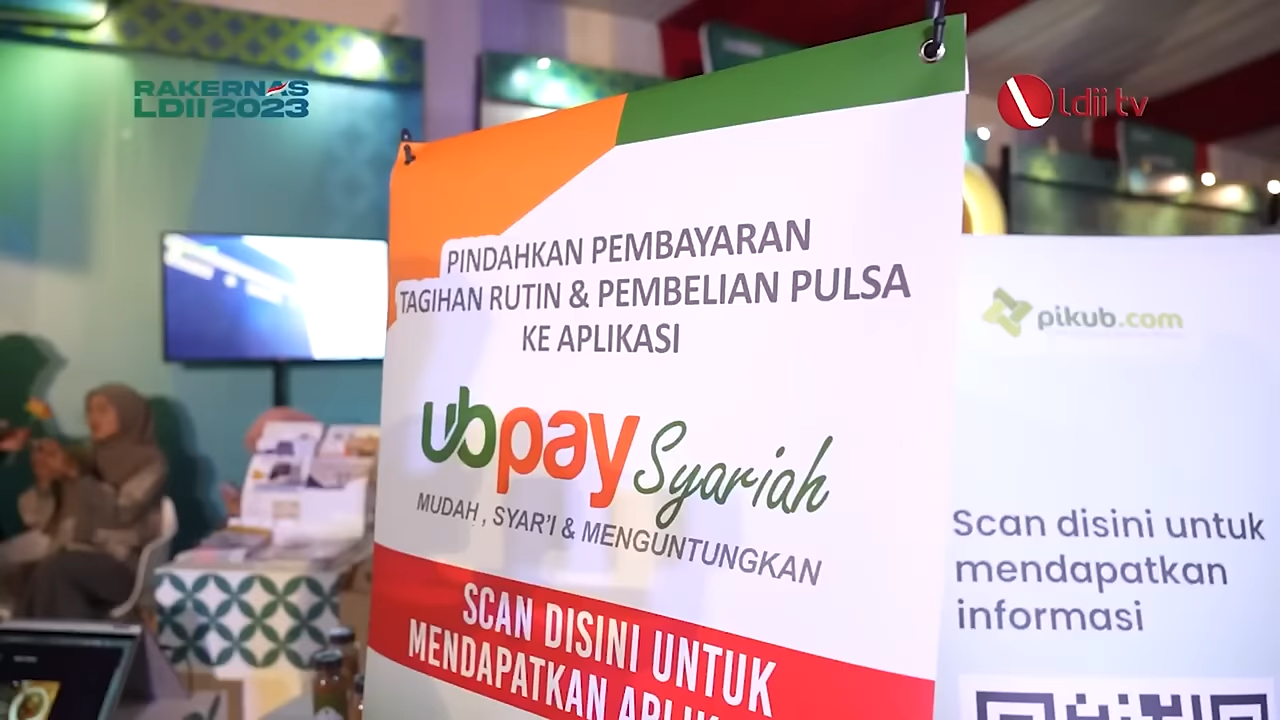 RAKERNAS
LDII 2023
ldii tv
PINDAHKAN PEMBAYARAN
TAGIHAN RUTIN & PEMBELIAN PULSA
KE APLIKASI
ubpay Syariah
MUDAH , SYAR'I & MENGUNTUNGKAN
SCAN DISINI UNTUK
MENDAPATKAN
pikub.com
Scan disini untuk
mendapatkan
informasi